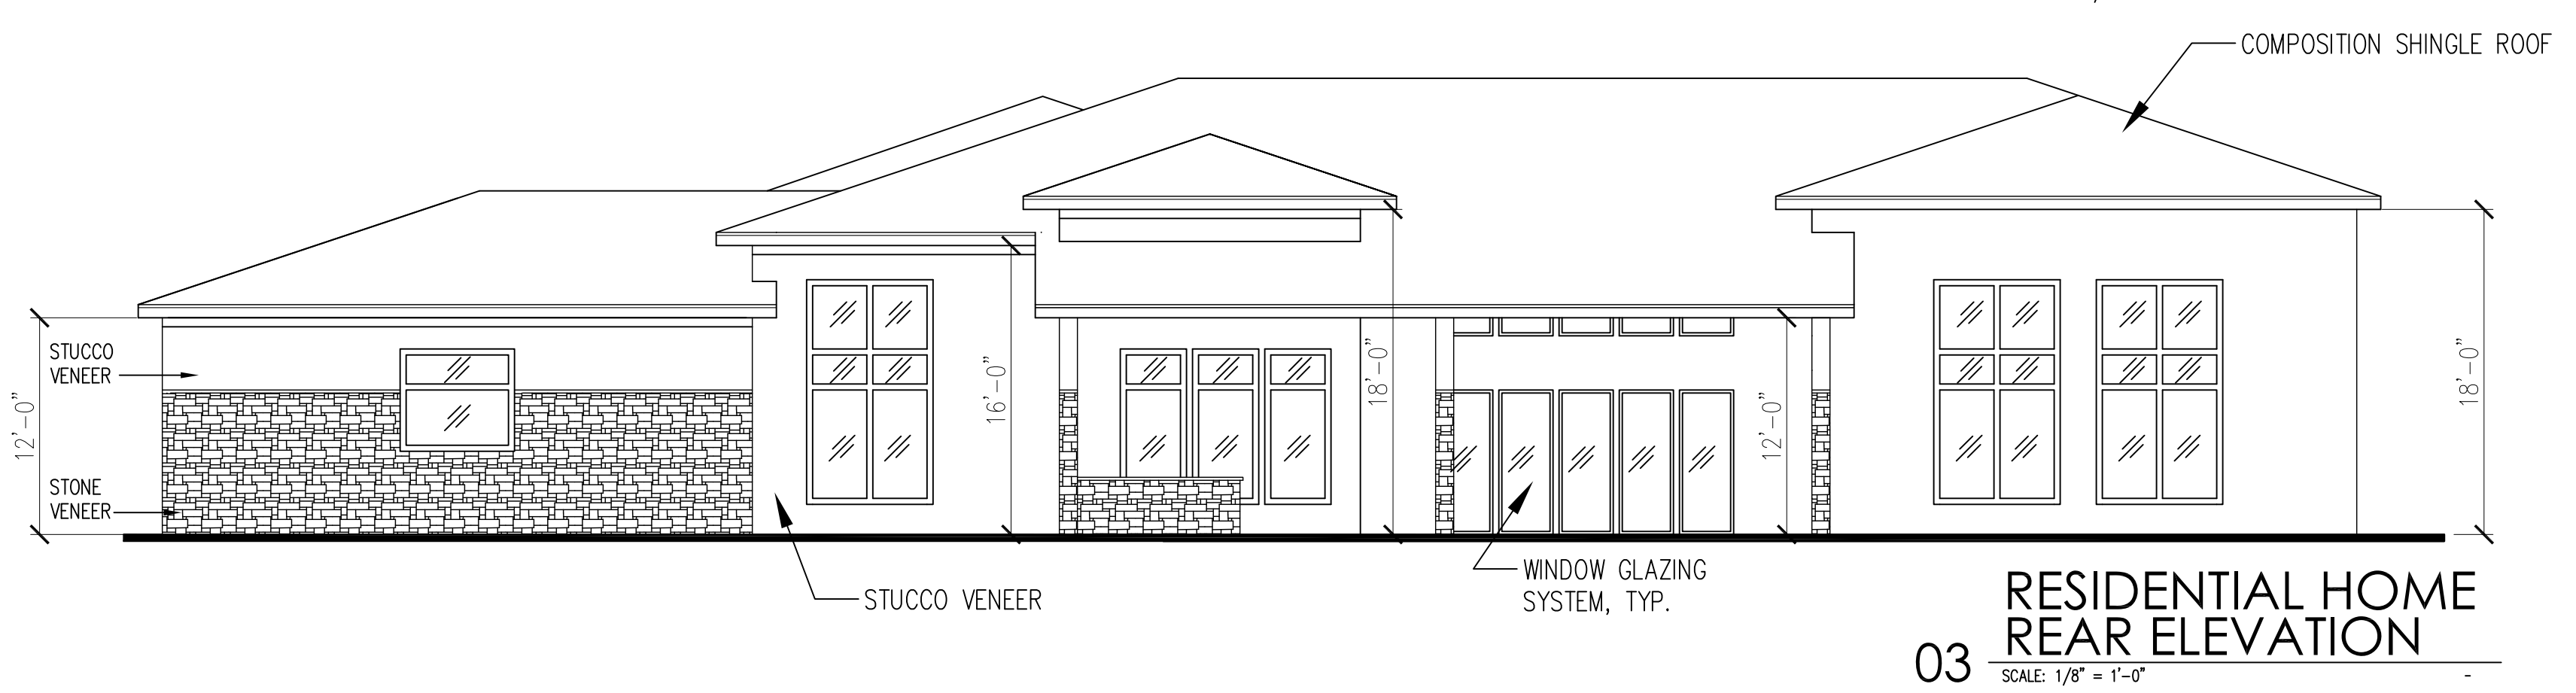 COMPOSITION SHINGLE ROOF
STUCCO
VENEER
12'-0"
STONE
VENEER
16'-0"
18'-0"
12'-0"
18'-0"
STUCCO VENEER
WINDOW GLAZING
SYSTEM, TYP.
RESIDENTIAL HOME
REAR ELEVATION
03
SCALE: 1/8" = 1'-0"
-